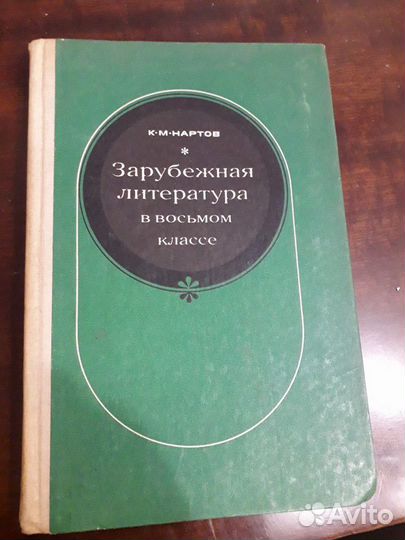 К·М·НАРТОВ
*
Зарубежная
литература
в восьмом
классе
Avito